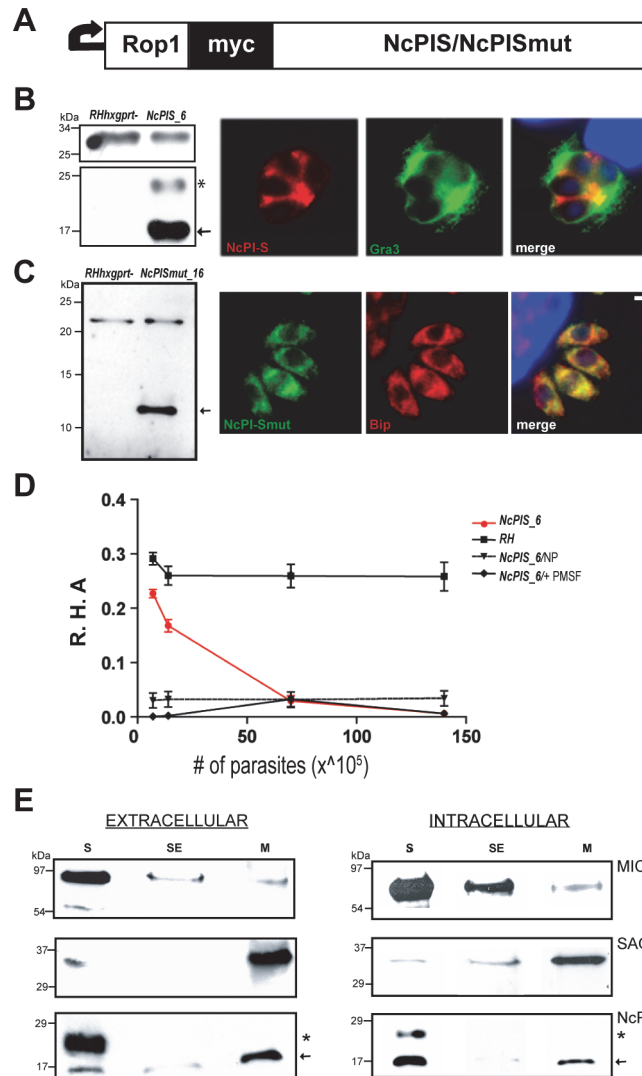 A
Rop1 myc NcPIS/NcPISmut
B
kDa RHhxgprt- NcPIS_6
34
25
25
*
17
NcPI-S
Gra3
merge
C
kDa RHhxgprt- NcPISmut_16
25
20
15
10
NcPI-Smut
Bip
merge
D
0.4
0.3
0.2
0.1
0.0
R. H. A
0 50 100 150
# of parasites (x^10⁵)
NcPIS_6
RH
NcPIS_6/NP
NcPIS_6/+ PMSF
E
EXTRACELLULAR
S SE M
kDa
97
54
37
29
29
*
17
INTRACELLULAR
S SE M
kDa
97
MIC
54
37
SAG
29
29
NcP
*
17